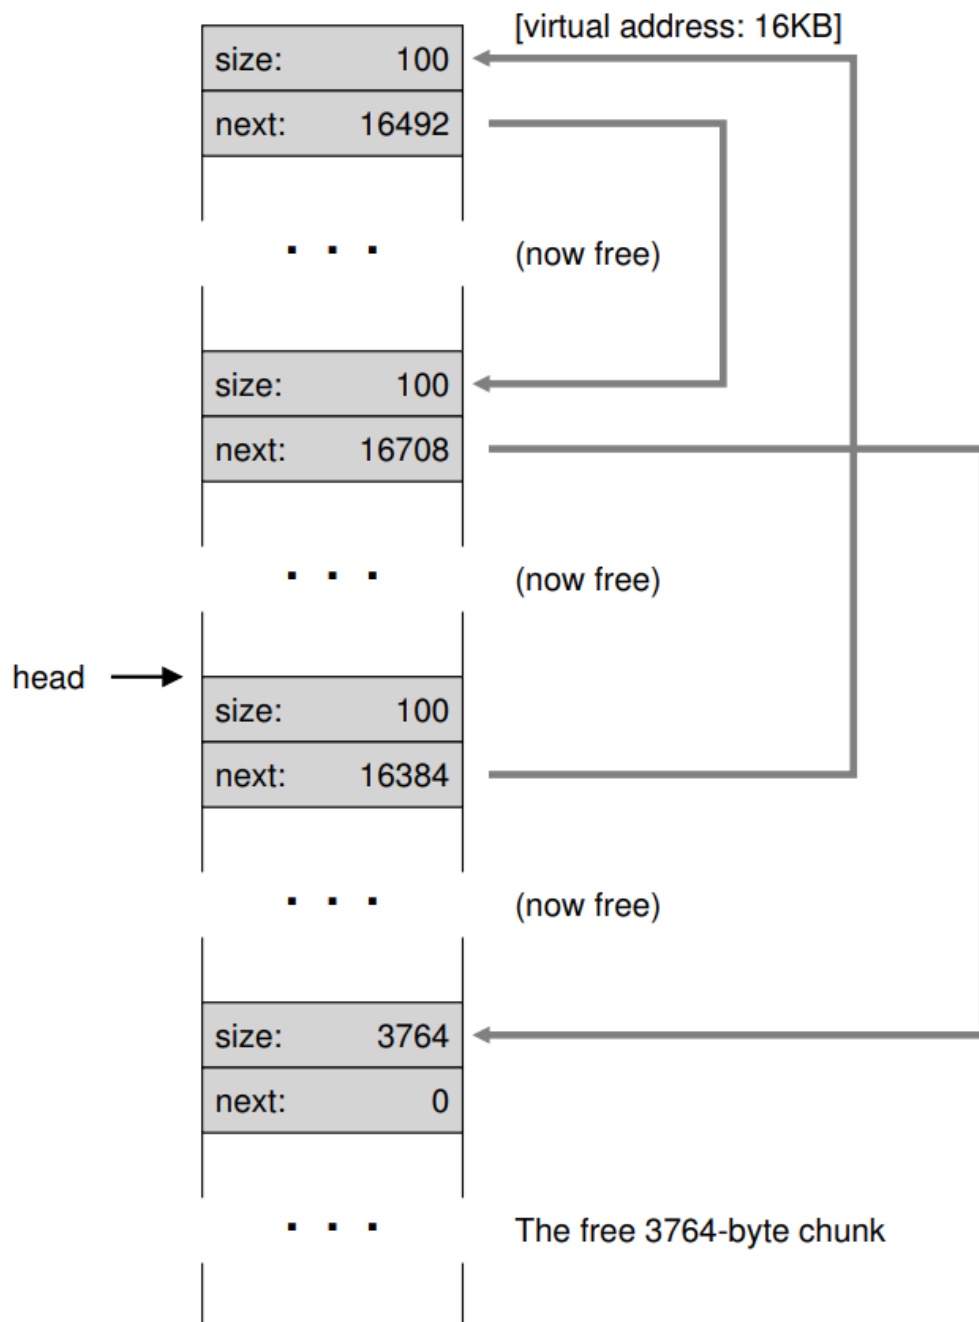 [virtual address: 16KB]
size: 100
next: 16492
. . .
(now free)
size: 100
next: 16708
. . .
(now free)
head
size: 100
next: 16384
. . .
(now free)
size: 3764
next: 0
. . .
The free 3764-byte chunk